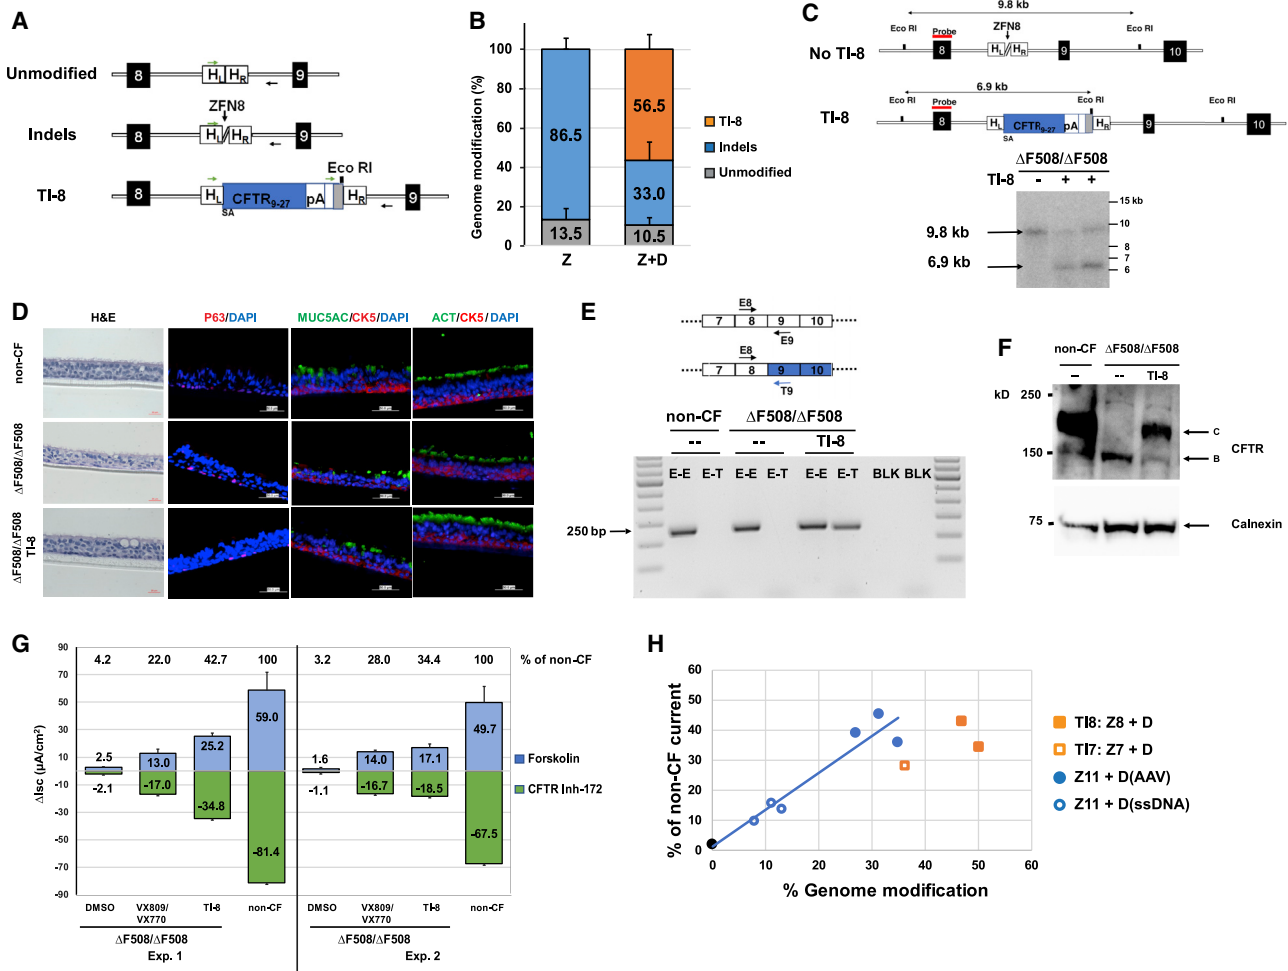 A
Unmodified
8
HL
HR
9
ZFN8
Indels
8
HL
HR
9
Eco RI
TI-8
8
HL
CFTR9-27
pA
HR
9
SA
B
Genome modification (%)
100
80
60
40
20
0
86.5
13.5
56.5
33.0
10.5
Z
Z+D
TI-8
Indels
Unmodified
C
9.8 kb
Eco RI
Probe
ZFN8
Eco RI
No TI-8
8
HL
HR
9
10
6.9 kb
Eco RI
Probe
Eco RI
Eco RI
TI-8
8
HL
CFTR9-27
pA
HR
9
10
SA
ΔF508/ΔF508
TI-8 - + +
15 kb
10
8
7
6
9.8 kb
6.9 kb
D
H&E
P63/DAPI
MUC5AC/CK5/DAPI
ACT/CK5/DAPI
non-CF
ΔF508/ΔF508
ΔF508/ΔF508
TI-8
E
E8
7 8 9 10
E9
E8
7 8 9 10
T9
non-CF
ΔF508/ΔF508
-- -- TI-8
E-E E-T E-E E-T E-E E-T BLK BLK
250 bp
F
non-CF
ΔF508/ΔF508
– -- TI-8
kD
250
150
75
C
B
CFTR
Calnexin
G
ΔIsc (µA/cm²)
90
70
50
30
10
-10
-30
-50
-70
-90
4.2 22.0 42.7 100 3.2 28.0 34.4 100 % of non-CF
2.5
13.0
25.2
59.0
-2.1
-17.0
-34.8
-81.4
1.6
14.0
17.1
49.7
-1.1
-16.7
-18.5
-67.5
Forskolin
CFTR Inh-172
DMSO VX809/ VX770 TI-8 non-CF
DMSO VX809/ VX770 TI-8 non-CF
ΔF508/ΔF508
ΔF508/ΔF508
Exp. 1
Exp. 2
H
% of non-CF current
60
50
40
30
20
10
0
0 10 20 30 40 50 60
% Genome modification
TI8: Z8 + D
TI7: Z7 + D
Z11 + D(AAV)
Z11 + D(ssDNA)